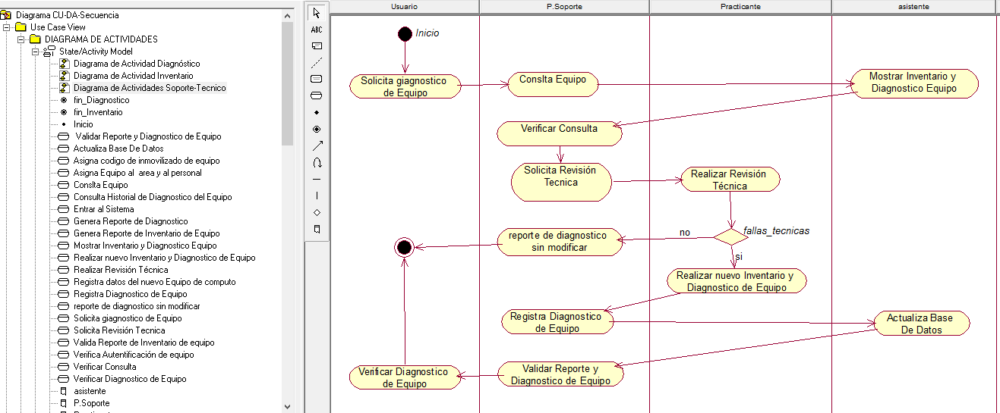 Diagrama CU-DA-Secuencia
Use Case View
DIAGRAMA DE ACTIVIDADES
State/Activity Model
Diagrama de Actividad Diagnóstico
Diagrama de Actividad Inventario
Diagrama de Actividades Soporte-Tecnico
fin_Diagnostico
fin_Inventario
Inicio
Validar Reporte y Diagnostico de Equipo
Actualiza Base De Datos
Asigna codigo de inmovilizado de equipo
Asigna Equipo al area y al personal
Conslta Equipo
Consulta Historial de Diagnostico del Equipo
Entrar al Sistema
Genera Reporte de Diagnostico
Genera Reporte de Inventario de Equipo
Mostrar Inventario y Diagnostico Equipo
Realizar nuevo Inventario y Diagnostico de Equipo
Realizar Revisión Técnica
Registra datos del nuevo Equipo de computo
Registra Diagnostico de Equipo
reporte de diagnostico sin modificar
Solicita giagnostico de Equipo
Solicita Revisión Tecnica
Valida Reporte de Inventario de equipo
Verifica Autentificación de equipo
Verificar Consulta
Verificar Diagnostico de Equipo
asistente
P.Soporte
ABC
Usuario
P.Soporte
Practicante
asistente
Inicio
Solicita giagnostico
de Equipo
Conslta Equipo
Mostrar Inventario y
Diagnostico Equipo
Verificar Consulta
Solicita Revisión
Tecnica
Realizar Revisión
Técnica
fallas_tecnicas
no
reporte de diagnostico
sin modificar
si
Realizar nuevo Inventario y
Diagnostico de Equipo
Registra Diagnostico
de Equipo
Actualiza Base
De Datos
Validar Reporte y
Diagnostico de Equipo
Verificar Diagnostico
de Equipo